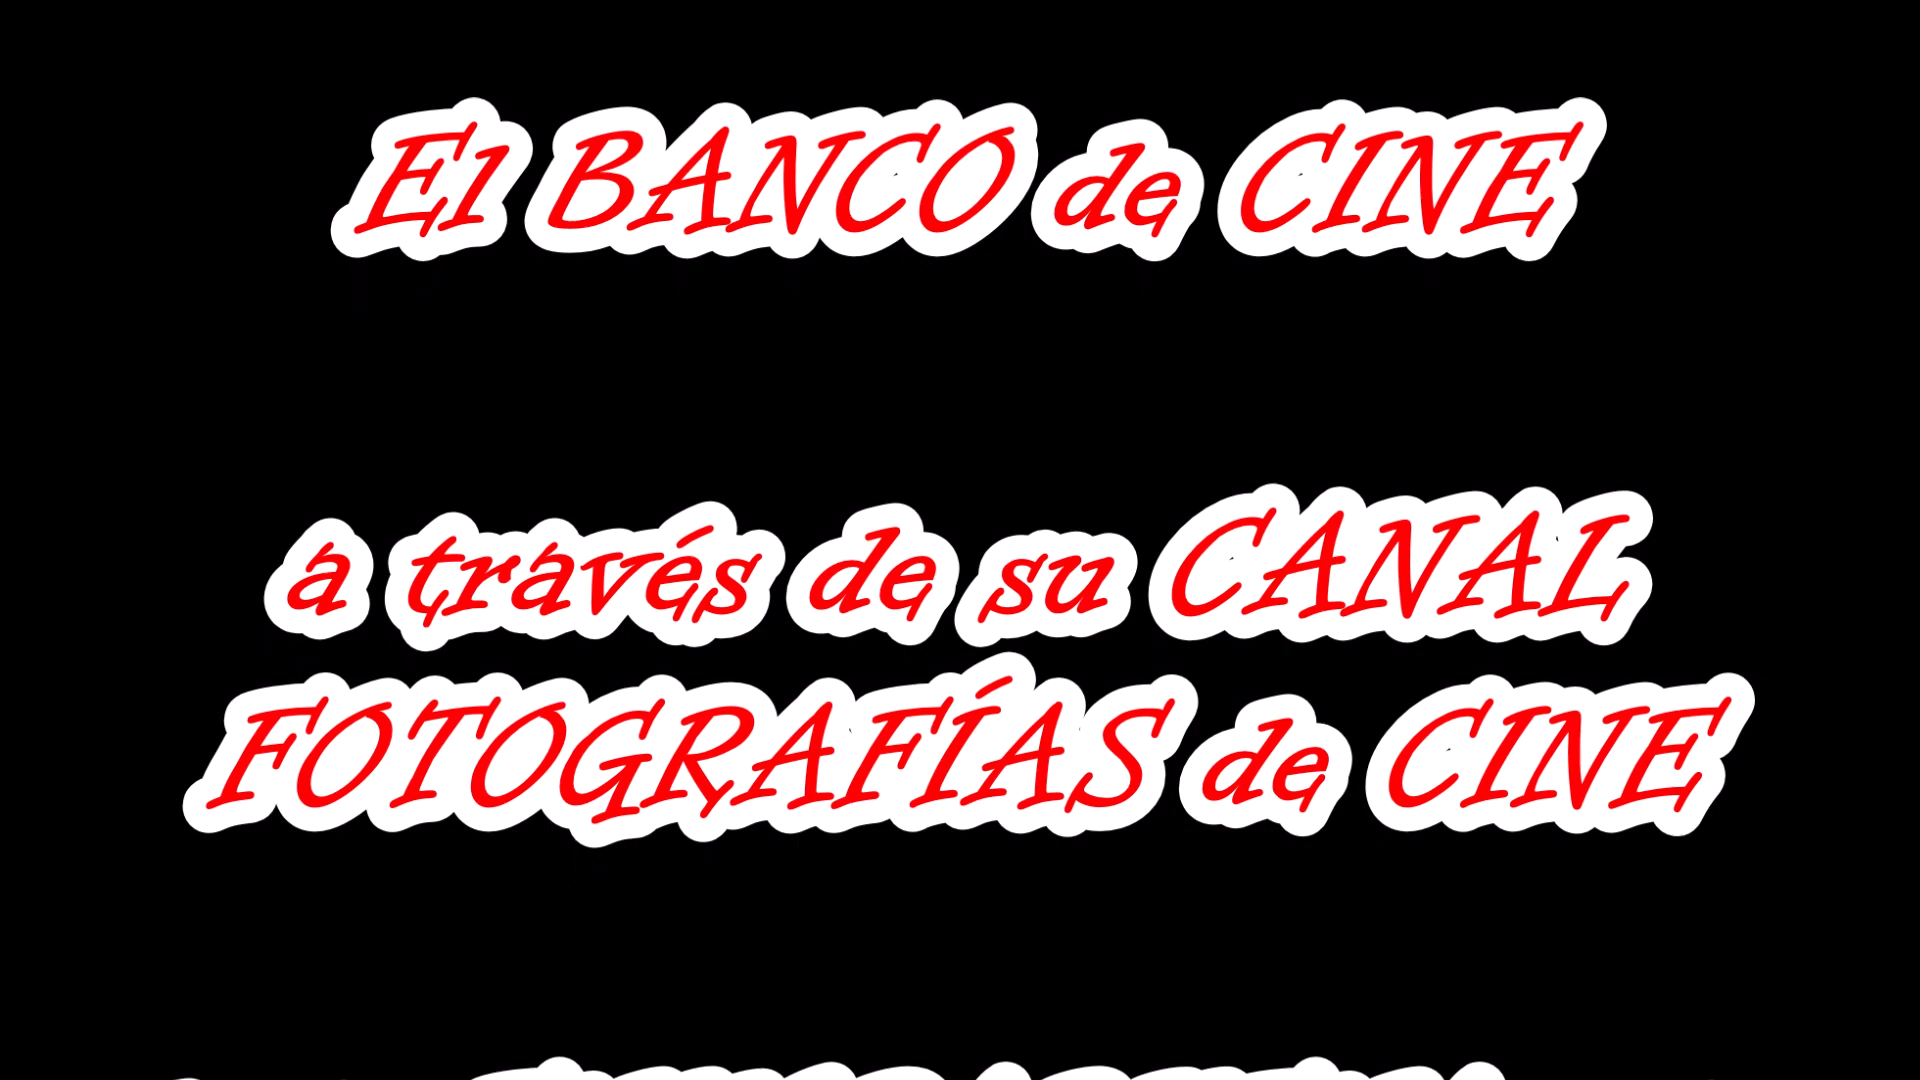 El BANCO de CINE
a través de su CANAL
FOTOGRAFÍAS de CINE